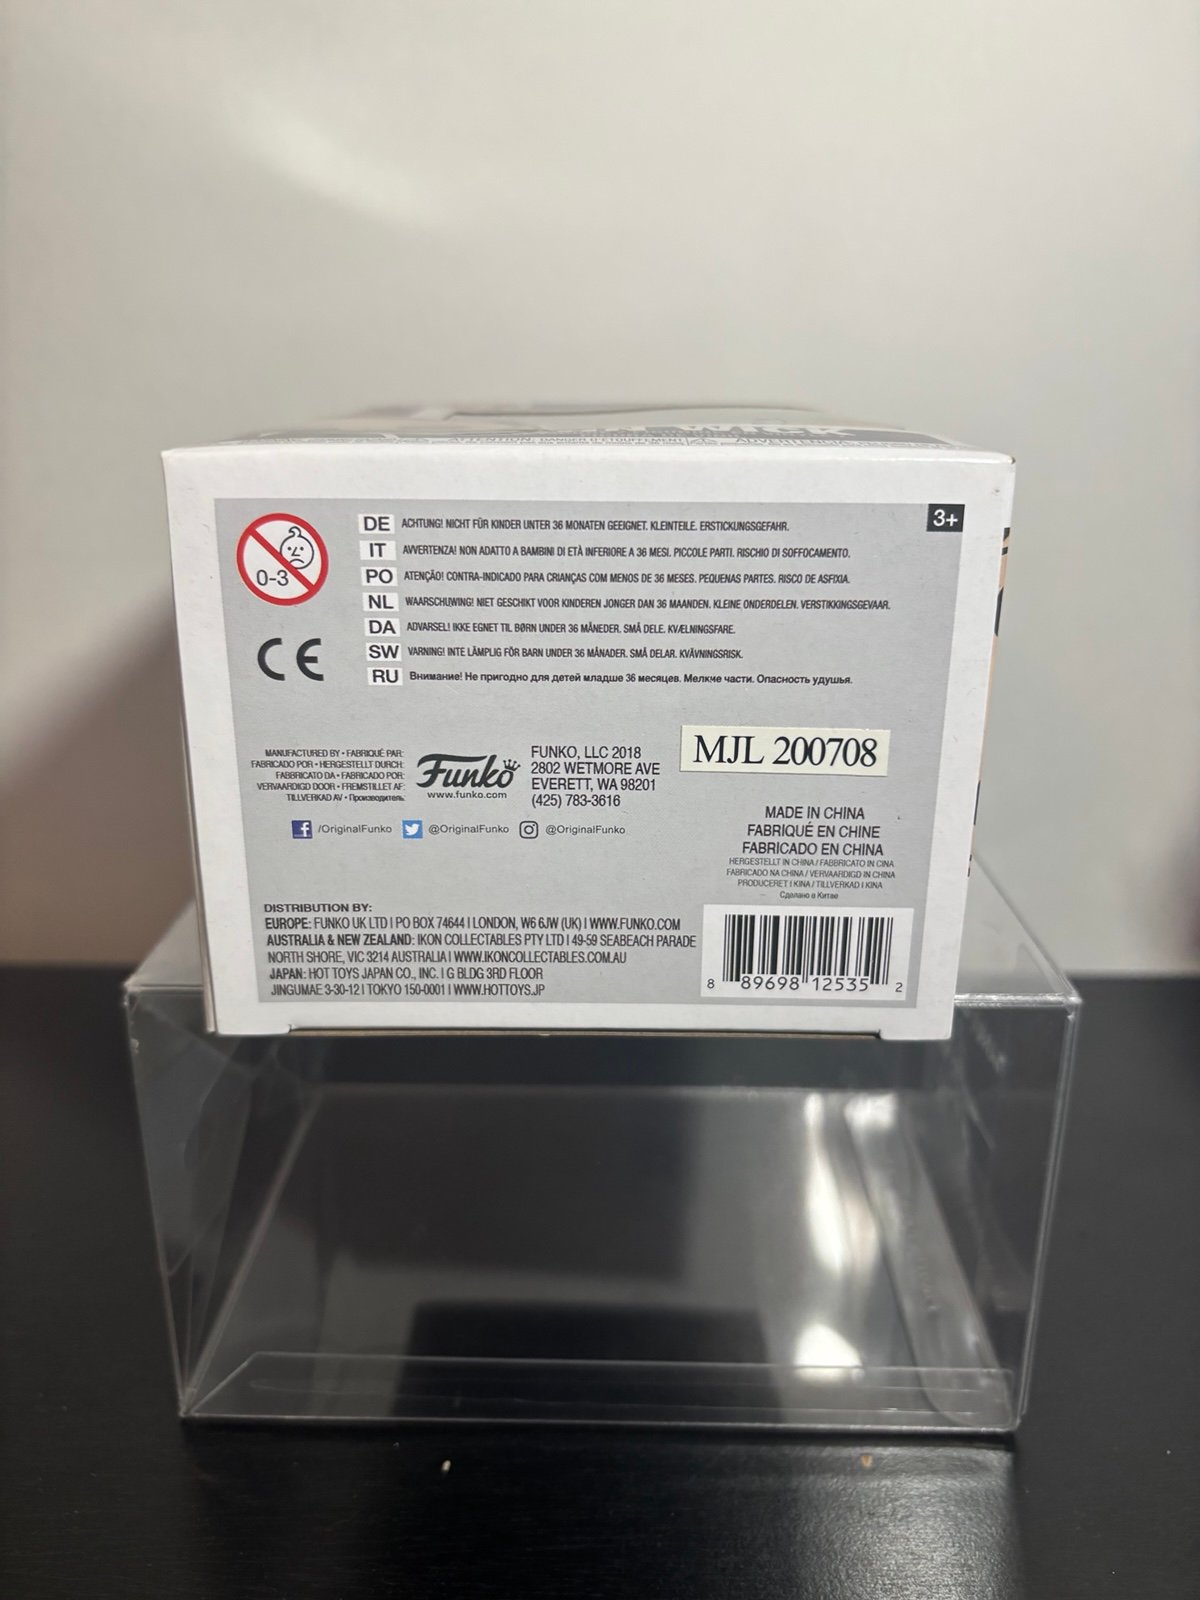 WICK
ATTENTION: DANGER D'ÉTOUFFEMENT
3+
0-3
CE
DE ACHTUNG! NICHT FÜR KINDER UNTER 36 MONATEN GEEIGNET. KLEINTEILE. ERSTICKUNGSGEFAHR.
IT AVVERTENZA! NON ADATTO A BAMBINI DI ETÀ INFERIORE A 36 MESI. PICCOLE PARTI. RISCHIO DI SOFFOCAMENTO.
PO ATENÇÃO! CONTRA-INDICADO PARA CRIANÇAS COM MENOS DE 36 MESES. PEQUENAS PARTES. RISCO DE ASFIXIA.
NL WAARSCHUWING! NIET GESCHIKT VOOR KINDEREN JONGER DAN 36 MAANDEN. KLEINE ONDERDELEN. VERSTIKKINGSGEVAAR.
DA ADVARSEL! IKKE EGNET TIL BØRN UNDER 36 MÅNEDER. SMÅ DELE. KVÆLNINGSFARE.
SW VARNING! INTE LÄMPLIG FÖR BARN UNDER 36 MÅNADER. SMÅ DELAR. KVÄVNINGSRISK.
RU Внимание! Не пригодно для детей младше 36 месяцев. Мелкие части. Опасность удушья.
MANUFACTURED BY • FABRIQUÉ PAR:
FABRICADO POR • HERGESTELLT DURCH:
FABBRICATO DA • FABRICADO POR:
VERVAARDIGD DOOR • FREMSTILLET AF:
TILLVERKAD AV • Производитель:
Funko
www.funko.com
FUNKO, LLC 2018
2802 WETMORE AVE
EVERETT, WA 98201
(425) 783-3616
MJL 200708
/OriginalFunko @OriginalFunko @OriginalFunko
MADE IN CHINA
FABRIQUÉ EN CHINE
FABRICADO EN CHINA
HERGESTELLT IN CHINA / FABBRICATO IN CINA
FABRICADO NA CHINA / VERVAARDIGD IN CHINA
PRODUCERET I KINA / TILLVERKAD I KINA
Сделано в Китае
DISTRIBUTION BY:
EUROPE: FUNKO UK LTD | PO BOX 74644 | LONDON, W6 6JW (UK) | WWW.FUNKO.COM
AUSTRALIA & NEW ZEALAND: IKON COLLECTABLES PTY LTD | 49-59 SEABEACH PARADE
NORTH SHORE, VIC 3214 AUSTRALIA | WWW.IKONCOLLECTABLES.COM.AU
JAPAN: HOT TOYS JAPAN CO., INC. | G BLDG 3RD FLOOR
JINGUMAE 3-30-12 | TOKYO 150-0001 | WWW.HOTTOYS.JP
8 89698 12535 2